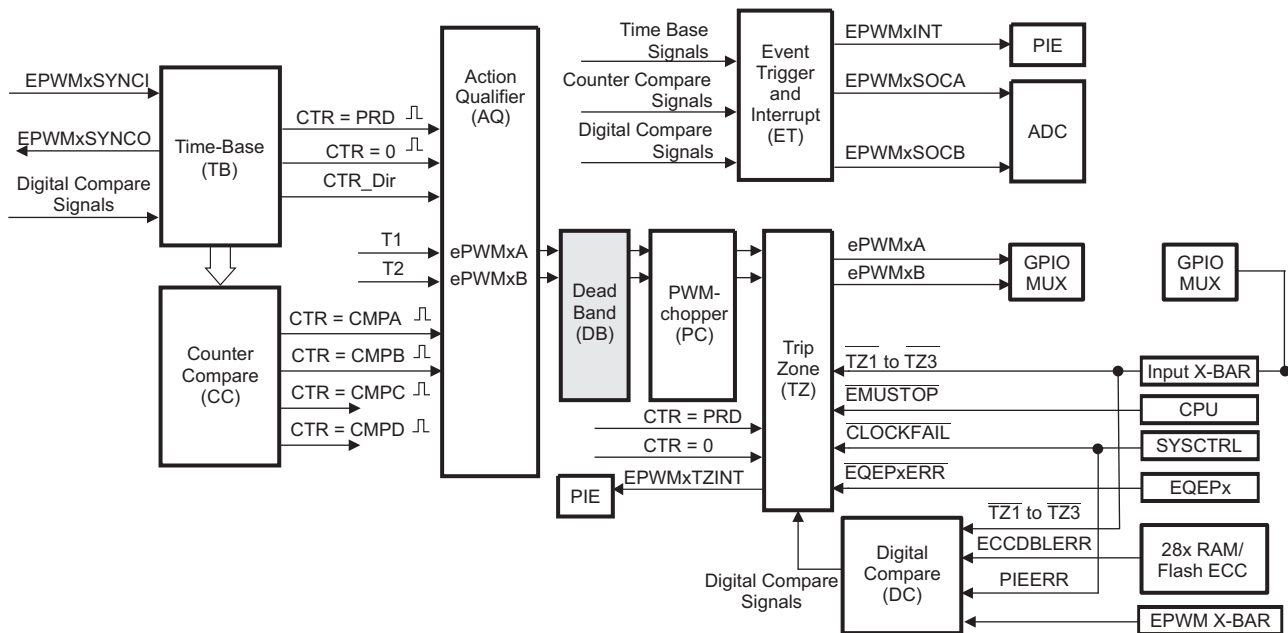 EPWMxSYNCI
EPWMxSYNCO
Digital Compare
Signals
Time-Base
(TB)
CTR = PRD
CTR = 0
CTR_Dir
T1
T2
Action
Qualifier
(AQ)
ePWMxA
ePWMxB
Counter
Compare
(CC)
CTR = CMPA
CTR = CMPB
CTR = CMPC
CTR = CMPD
Time Base
Signals
Counter Compare
Signals
Digital Compare
Signals
Event
Trigger
and
Interrupt
(ET)
EPWMxINT
EPWMxSOCA
EPWMxSOCB
PIE
ADC
Dead
Band
(DB)
PWM-
chopper
(PC)
Trip
Zone
(TZ)
ePWMxA
ePWMxB
GPIO
MUX
GPIO
MUX
TZ1 to TZ3
EMUSTOP
CLOCKFAIL
EQEPxERR
Input X-BAR
CPU
SYSCTRL
EQEPx
CTR = PRD
CTR = 0
EPWMxTZINT
PIE
Digital Compare
Signals
Digital
Compare
(DC)
TZ1 to TZ3
ECCDBLERR
PIEERR
28x RAM/
Flash ECC
EPWM X-BAR